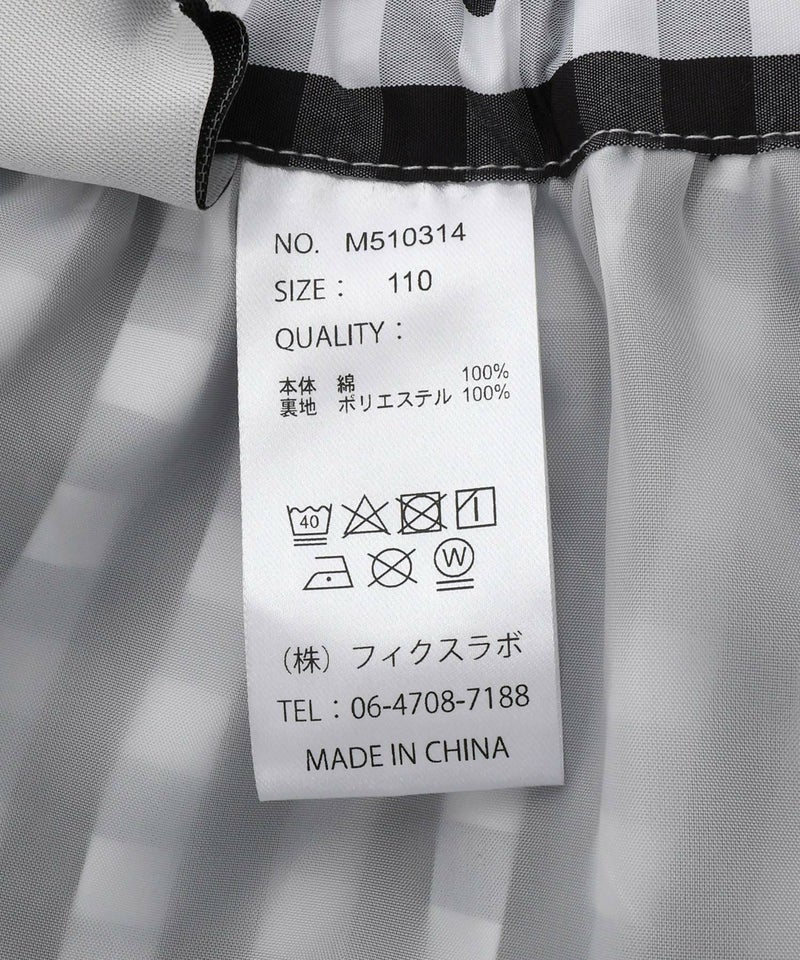 NO. M510314
SIZE : 110
QUALITY :
本体 綿 100%
裏地 ポリエステル 100%
40
W
（株）フィクスラボ
TEL : 06-4708-7188
MADE IN CHINA